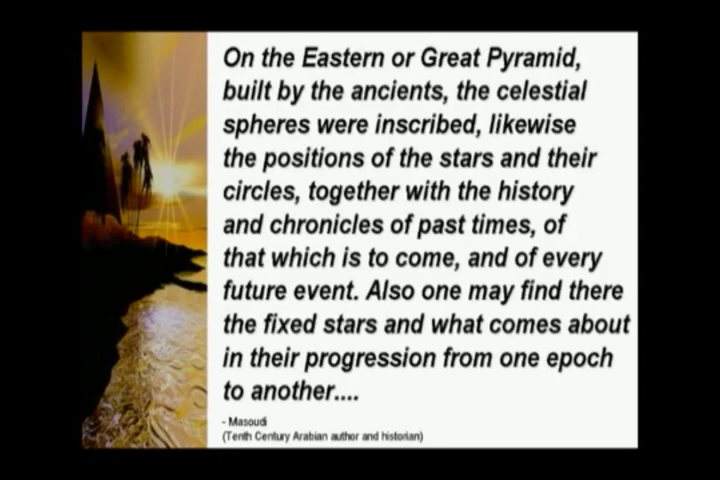 On the Eastern or Great Pyramid,
built by the ancients, the celestial
spheres were inscribed, likewise
the positions of the stars and their
circles, together with the history
and chronicles of past times, of
that which is to come, and of every
future event. Also one may find there
the fixed stars and what comes about
in their progression from one epoch
to another....
- Masoudi
(Tenth Century Arabian author and historian)